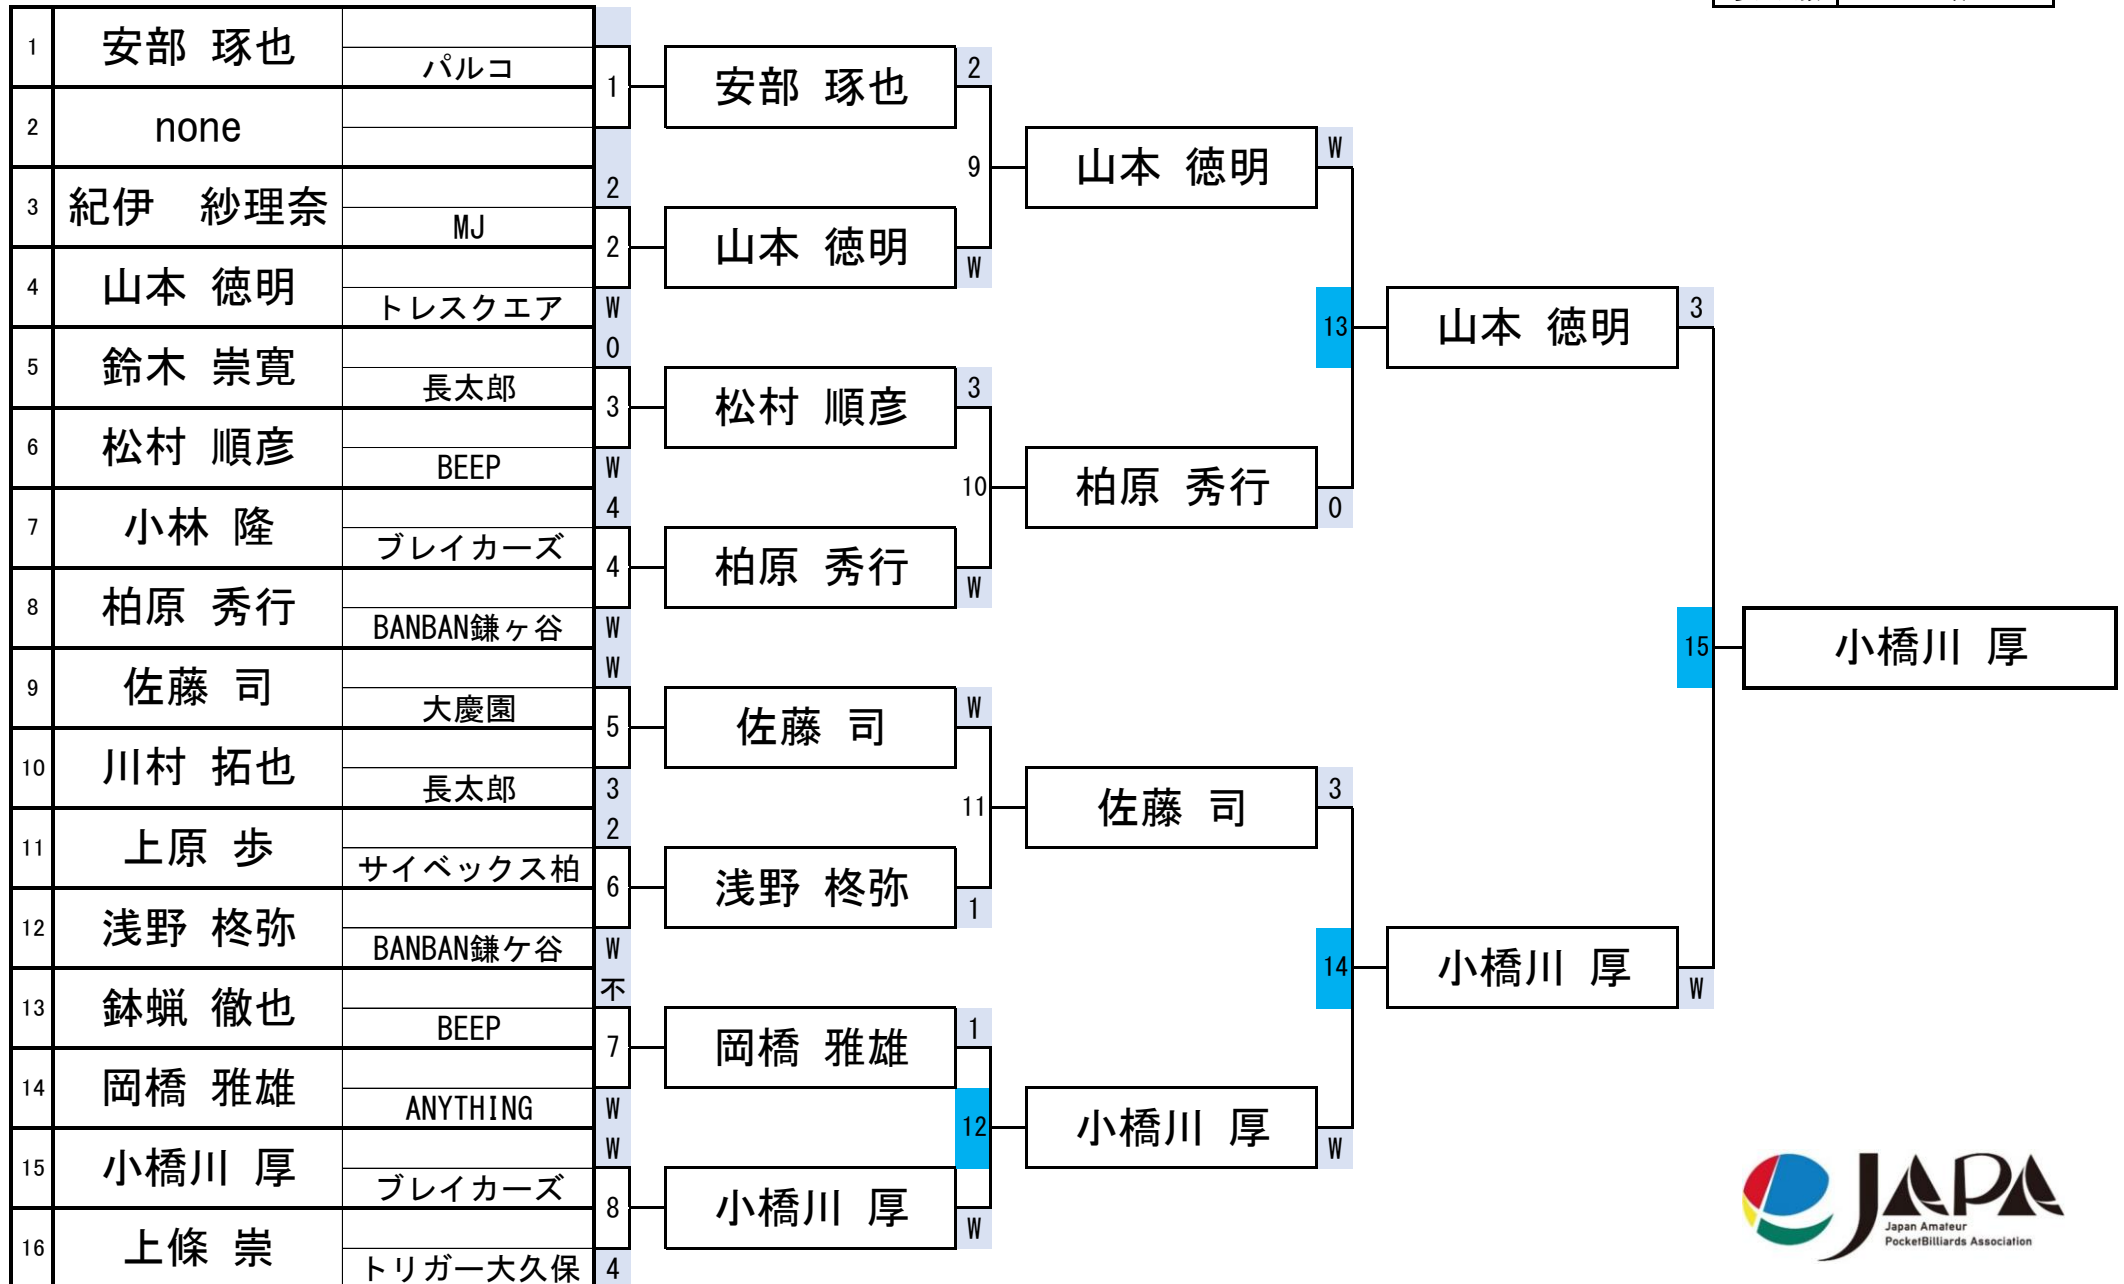 1 安部 琢也 パルコ
2 none
3 紀伊　紗理奈 MJ 2
4 山本 徳明 トレスクエア W
5 鈴木 崇寛 長太郎 0
6 松村 順彦 BEEP W
7 小林 隆 ブレイカーズ 4
8 柏原 秀行 BANBAN鎌ヶ谷 W
9 佐藤 司 大慶園 W
10 川村 拓也 長太郎 3
11 上原 歩 サイベックス柏 2
12 浅野 柊弥 BANBAN鎌ケ谷 W
13 鉢蝋 徹也 BEEP 不
14 岡橋 雅雄 ANYTHING W
15 小橋川 厚 ブレイカーズ W
16 上條 崇 トリガー大久保 4
1 安部 琢也 2
2 山本 徳明 W
3 松村 順彦 3
4 柏原 秀行 W
5 佐藤 司 W
6 浅野 柊弥 1
7 岡橋 雅雄 1
8 小橋川 厚 W
9 山本 徳明 W
10 柏原 秀行 0
11 佐藤 司 3
12 小橋川 厚 W
13 山本 徳明 3
14 小橋川 厚 W
15 小橋川 厚
JAPA
Japan Amateur
PocketBilliards Association